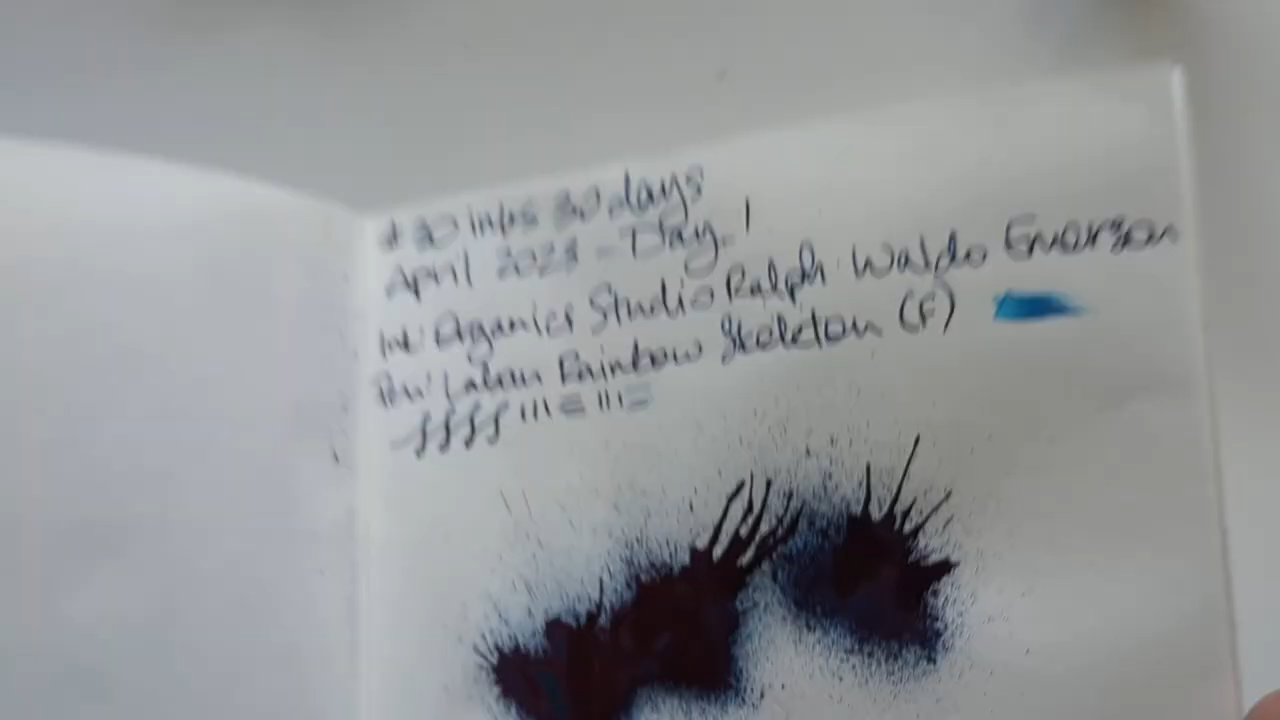 # 30 inks 30 days
April 2023 - Day 1
Ink: Organics Studio Ralph Waldo Emerson
Pen: Laban Rainbow Skeleton (F)